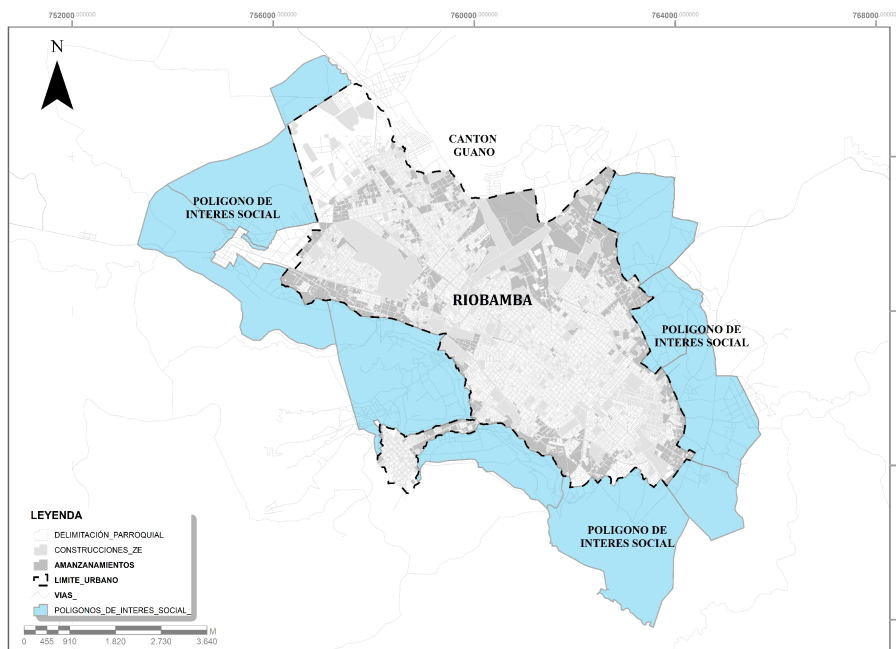 752000.000000 756000.000000 760000.000000 764000.000000 768000.000000
N
CANTON
GUANO
POLIGONO DE
INTERES SOCIAL
RIOBAMBA
POLIGONO DE
INTERES SOCIAL
POLIGONO DE
INTERES SOCIAL
LEYENDA
DELIMITACIÓN_PARROQUIAL
CONSTRUCCIONES_ZE
AMANZANAMIENTOS
LIMITE_URBANO
VIAS_
POLIGONOS_DE_INTERES_SOCIAL_
M
0 455 910 1.820 2.730 3.640